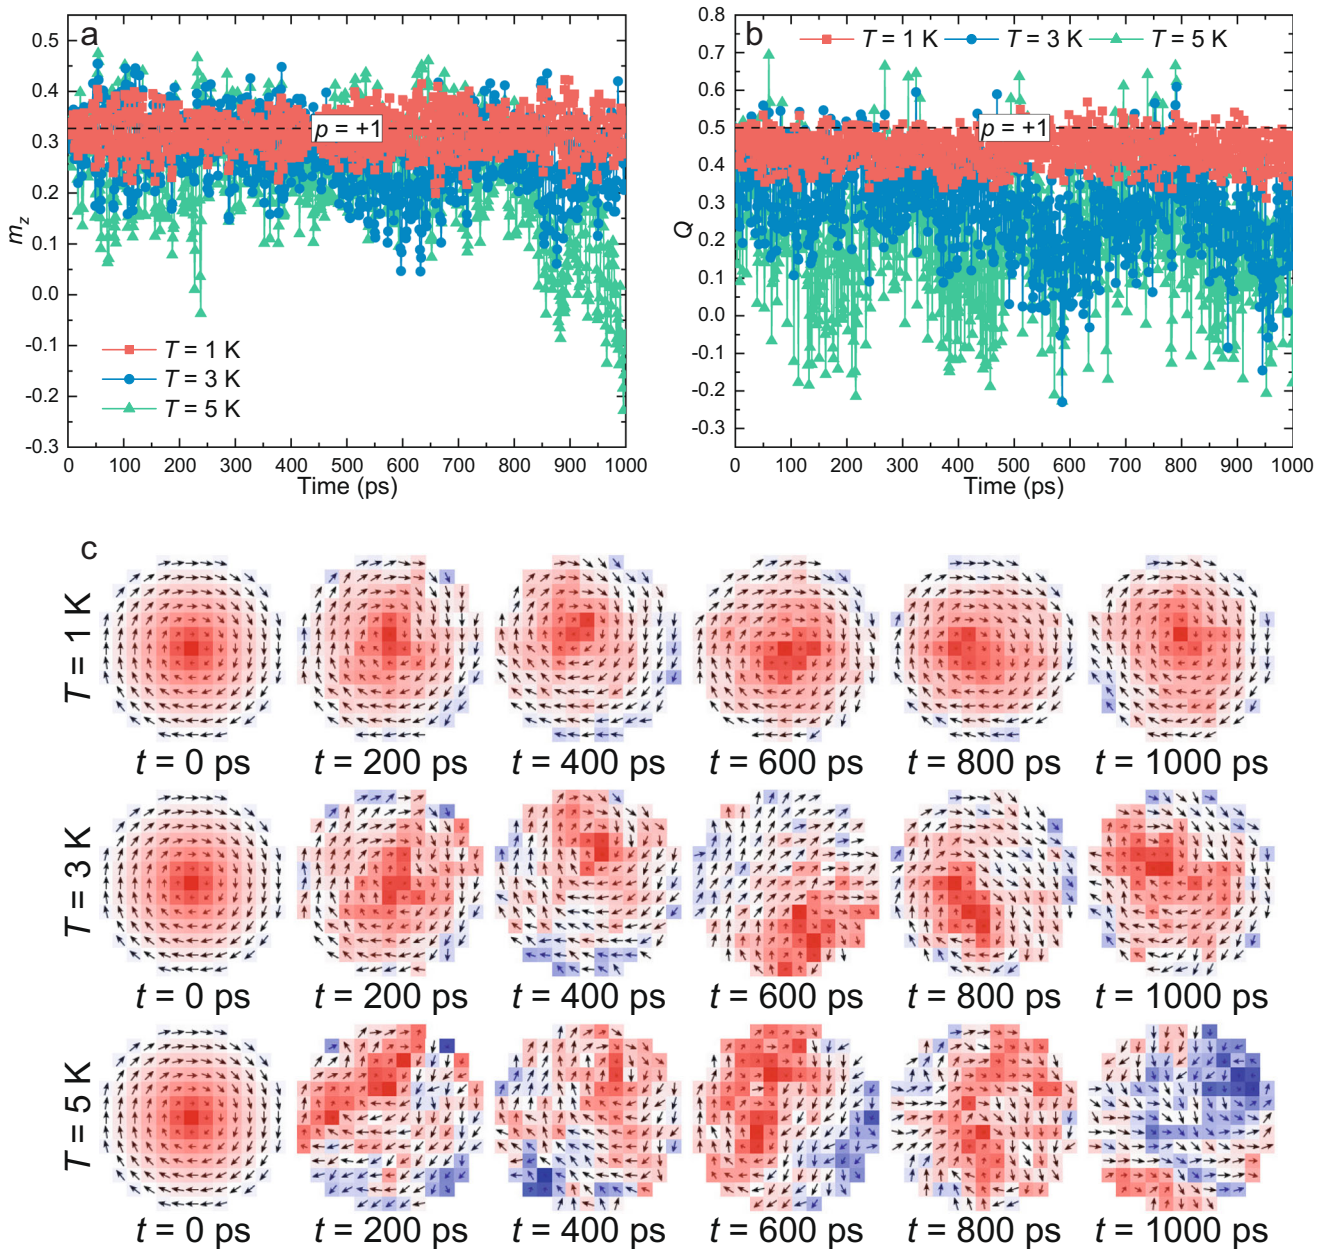 a
0.5
0.4
0.3
0.2
0.1
0.0
-0.1
-0.2
-0.3
m_z
p = +1
T = 1 K
T = 3 K
T = 5 K
0 100 200 300 400 500 600 700 800 900 1000
Time (ps)
b
0.8
0.7
0.6
0.5
0.4
0.3
0.2
0.1
0.0
-0.1
-0.2
-0.3
Q
T = 1 K T = 3 K T = 5 K
p = +1
0 100 200 300 400 500 600 700 800 900 1000
Time (ps)
c
T = 1 K
t = 0 ps t = 200 ps t = 400 ps t = 600 ps t = 800 ps t = 1000 ps
T = 3 K
t = 0 ps t = 200 ps t = 400 ps t = 600 ps t = 800 ps t = 1000 ps
T = 5 K
t = 0 ps t = 200 ps t = 400 ps t = 600 ps t = 800 ps t = 1000 ps